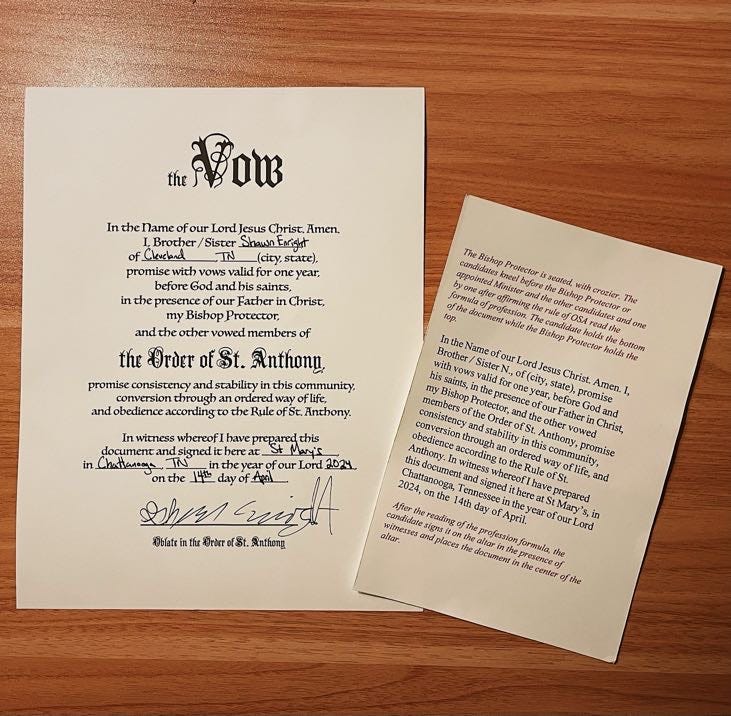 the Vow
In the Name of our Lord Jesus Christ. Amen.
I, Brother / Sister Shawn Enright
of Cleveland TN (city, state),
promise with vows valid for one year,
before God and his saints,
in the presence of our Father in Christ,
my Bishop Protector,
and the other vowed members of
the Order of St. Anthony,
promise consistency and stability in this community,
conversion through an ordered way of life,
and obedience according to the Rule of St. Anthony.
In witness whereof I have prepared this
document and signed it here at St Mary's
in Chattanooga, TN in the year of our Lord 2024
on the 14th day of April
Oblate in the Order of St. Anthony
The Bishop Protector is seated, with crozier. The
candidates kneel before the Bishop Protector or
appointed Minister and the other candidates and one
by one after affirming the rule of OSA read the
formula of profession. The candidate holds the bottom
of the document while the Bishop Protector holds the
top.
In the Name of our Lord Jesus Christ. Amen. I,
Brother / Sister N., of (city, state), promise
with vows valid for one year, before God and
his saints, in the presence of our Father in Christ,
my Bishop Protector, and the other vowed
members of the Order of St. Anthony, promise
consistency and stability in this community,
conversion through an ordered way of life, and
obedience according to the Rule of St.
Anthony. In witness whereof I have prepared
this document and signed it here at St Mary's, in
Chattanooga, Tennessee in the year of our Lord
2024, on the 14th day of April.
After the reading of the profession formula, the
candidate signs it on the altar in the presence of
witnesses and places the document in the center of the
altar.